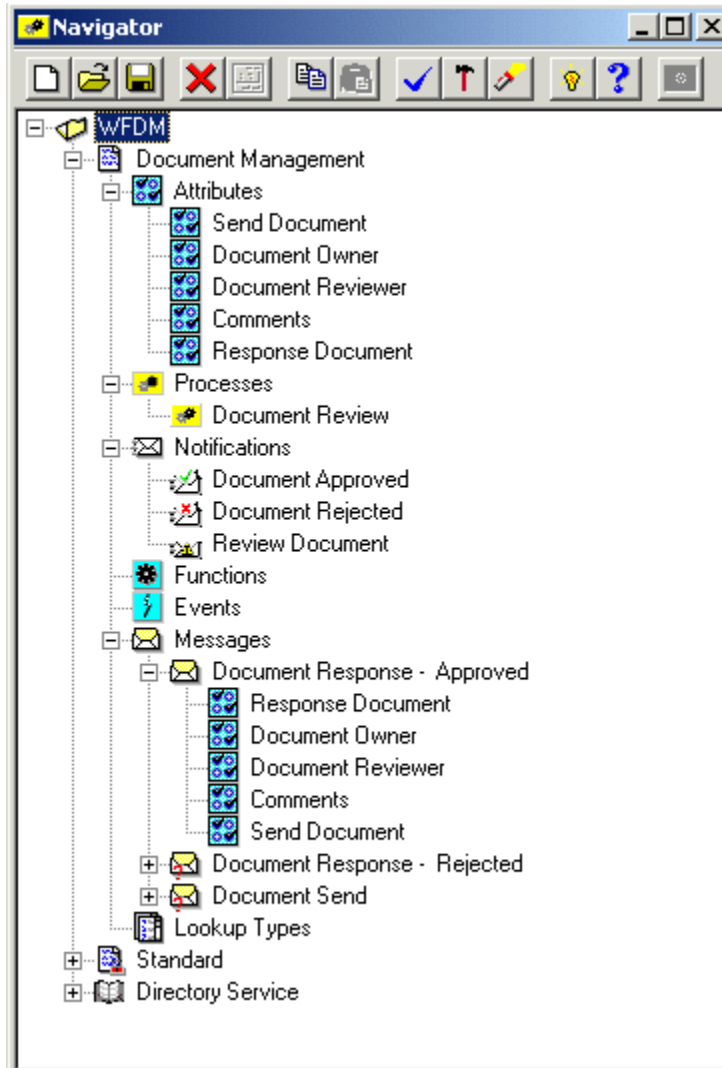 Navigator
WFDM
Document Management
Attributes
Send Document
Document Owner
Document Reviewer
Comments
Response Document
Processes
Document Review
Notifications
Document Approved
Document Rejected
Review Document
Functions
Events
Messages
Document Response - Approved
Response Document
Document Owner
Document Reviewer
Comments
Send Document
Document Response - Rejected
Document Send
Lookup Types
Standard
Directory Service